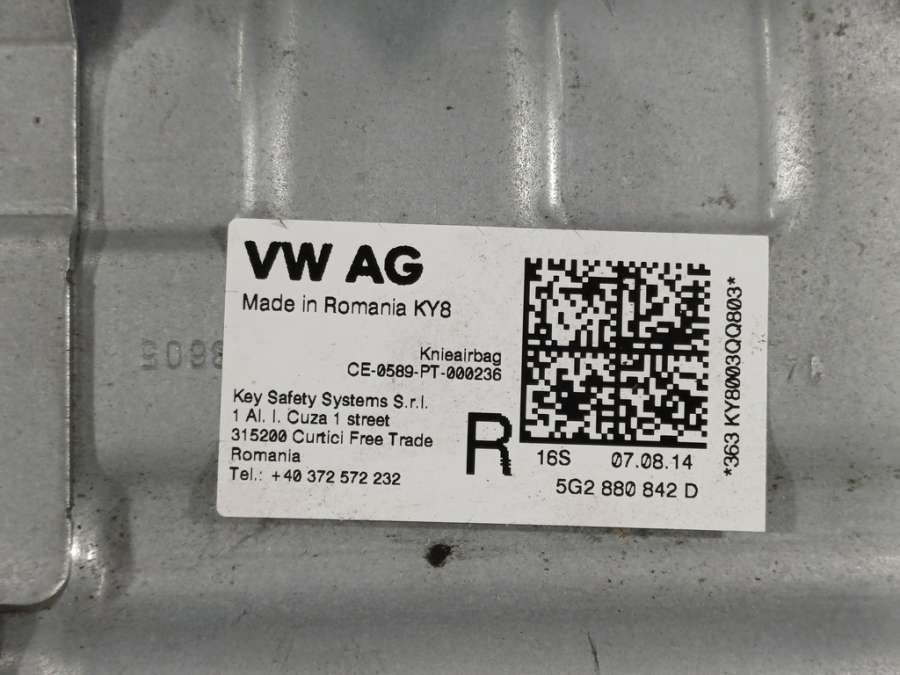 VW AG
Made in Romania KY8
Knieairbag
CE-0589-PT-000236
Key Safety Systems S.r.l.
1 Al. I. Cuza 1 street
315200 Curtici Free Trade
Romania
Tel.: +40 372 572 232
R
16S 07.08.14
5G2 880 842 D
*363 KY8003QQ803*